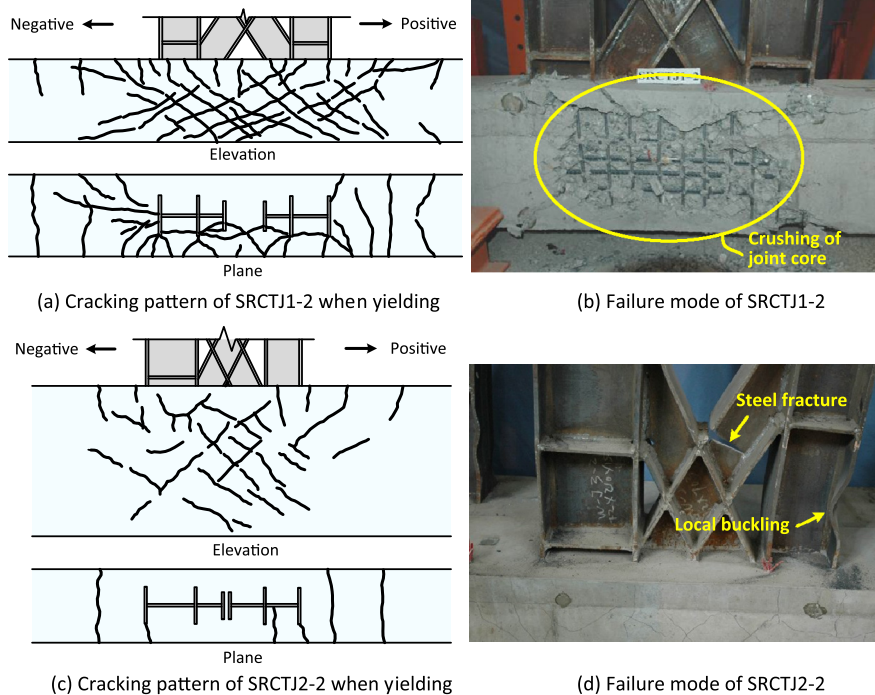 Negative
Positive
Elevation
Plane
(a) Cracking pattern of SRCTJ1-2 when yielding
SRCTJ1-2
Crushing of
joint core
(b) Failure mode of SRCTJ1-2
Negative
Positive
Elevation
Plane
(c) Cracking pattern of SRCTJ2-2 when yielding
Steel fracture
Local buckling
(d) Failure mode of SRCTJ2-2